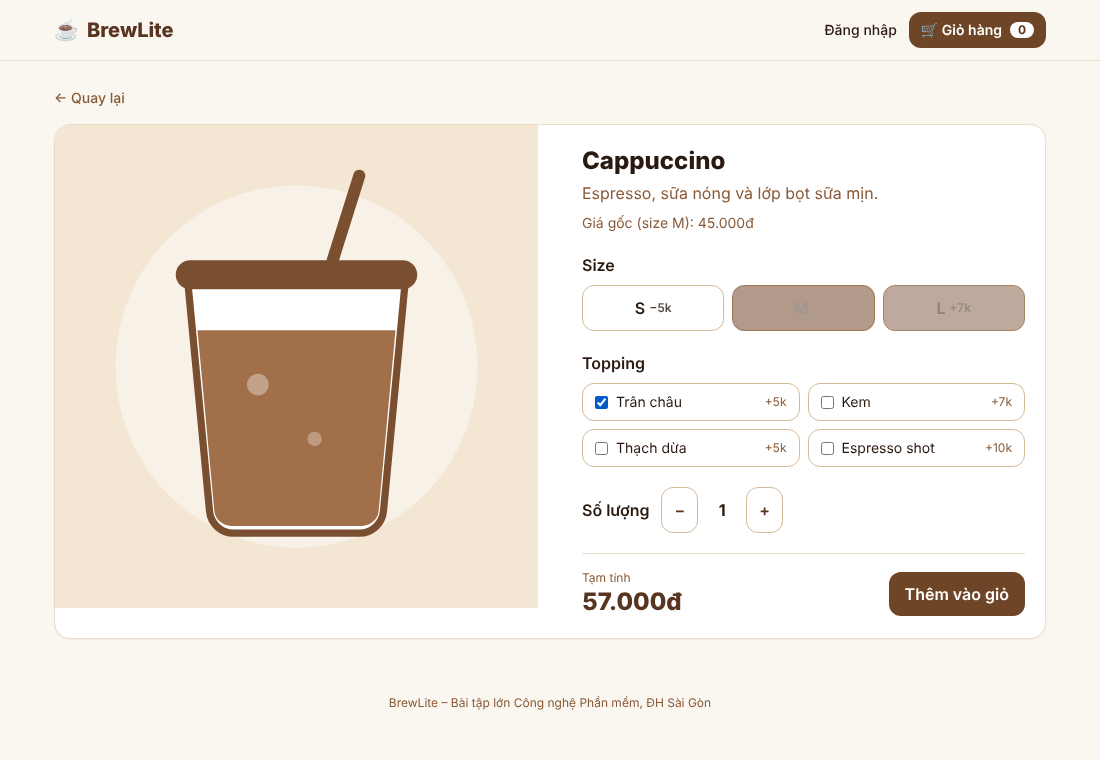 ☕ BrewLite
Đăng nhập
🛒 Giỏ hàng 0
← Quay lại
Cappuccino
Espresso, sữa nóng và lớp bọt sữa mịn.
Giá gốc (size M): 45.000đ
Size
S −5k
M
L +7k
Topping
Trân châu +5k
Kem +7k
Thạch dừa +5k
Espresso shot +10k
Số lượng − 1 +
Tạm tính
57.000đ
Thêm vào giỏ
BrewLite – Bài tập lớn Công nghệ Phần mềm, ĐH Sài Gòn